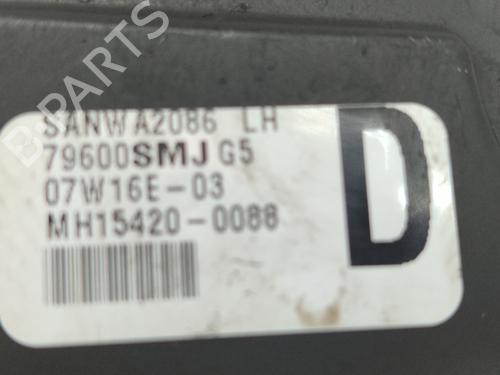 B-PARTS
SANWA2086 LH
79600SMJ G5
07W16E-03
MH15420-0088
D